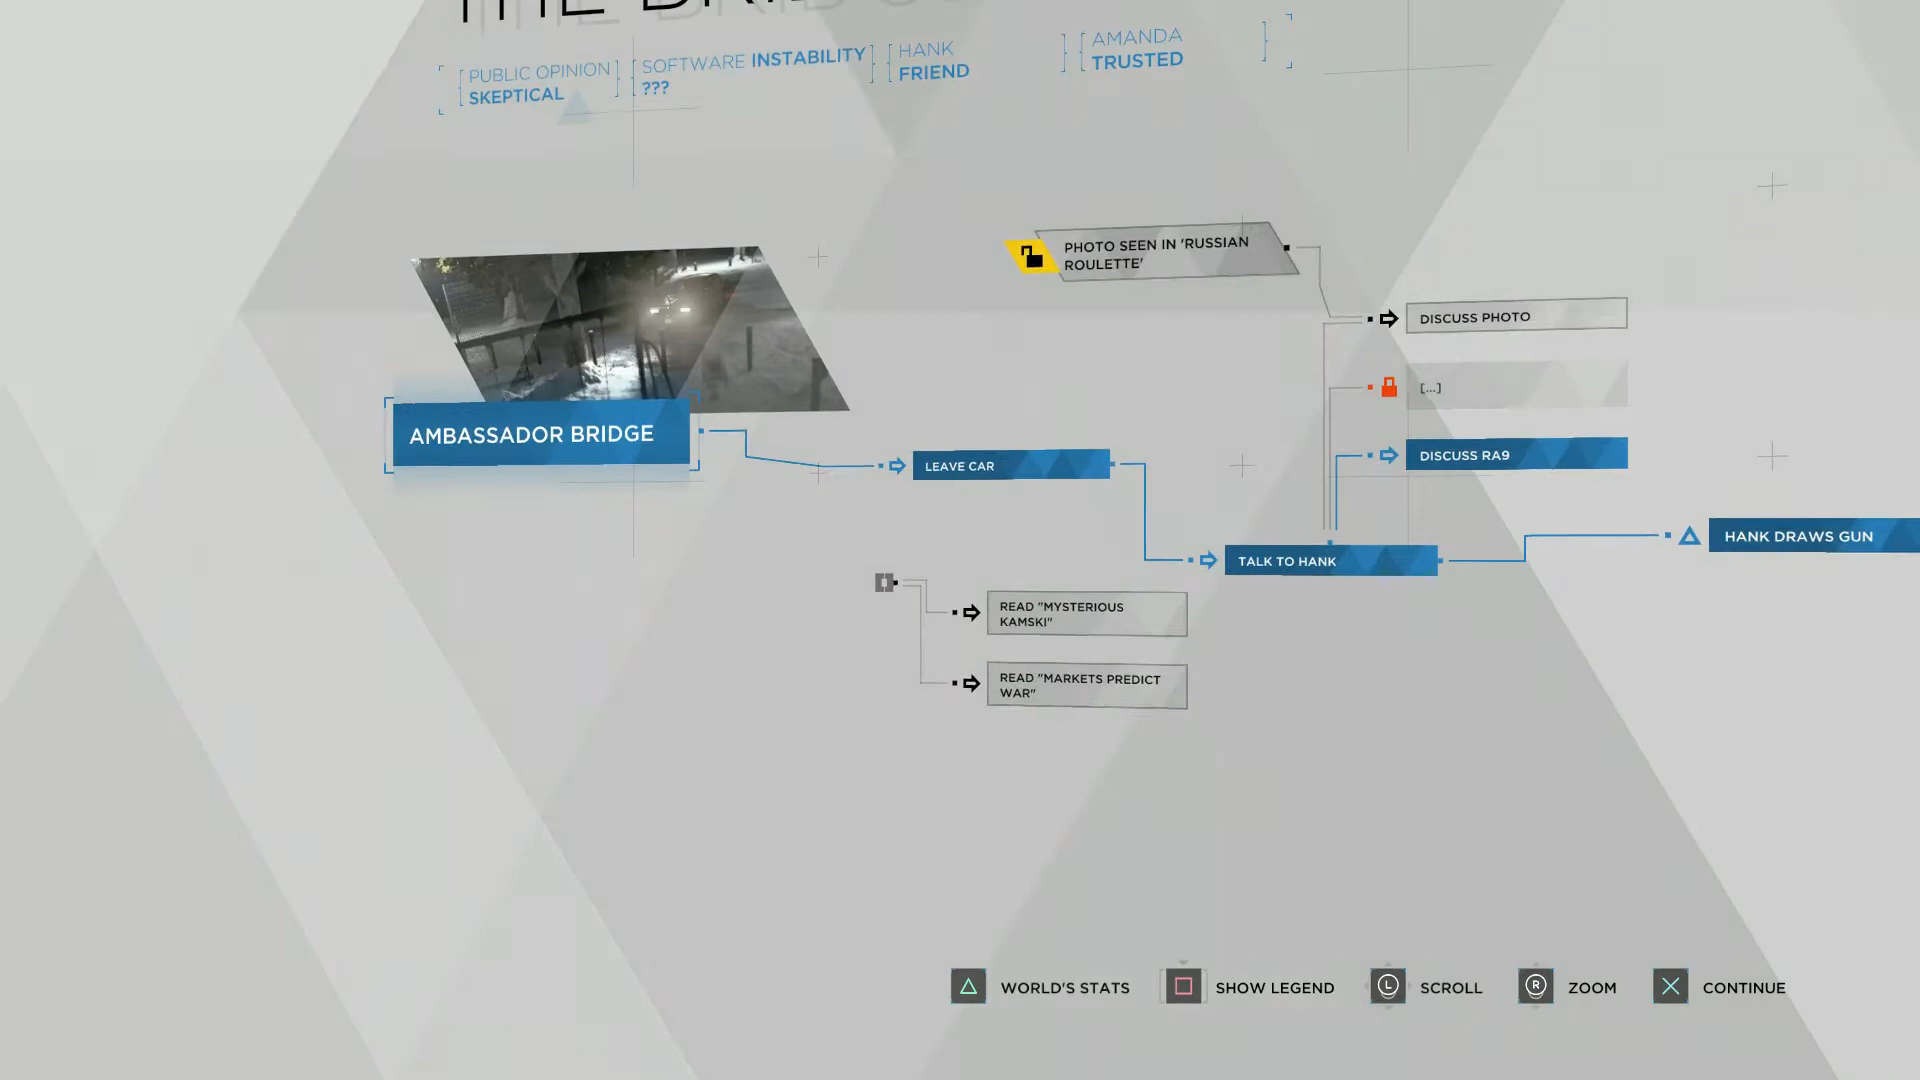 THE BRIDGE
PUBLIC OPINION
SKEPTICAL
SOFTWARE INSTABILITY
???
HANK
FRIEND
AMANDA
TRUSTED
PHOTO SEEN IN 'RUSSIAN
ROULETTE'
DISCUSS PHOTO
[...]
AMBASSADOR BRIDGE
LEAVE CAR
DISCUSS RA9
HANK DRAWS GUN
TALK TO HANK
READ "MYSTERIOUS
KAMSKI"
READ "MARKETS PREDICT
WAR"
WORLD'S STATS
SHOW LEGEND
L
SCROLL
R
ZOOM
CONTINUE